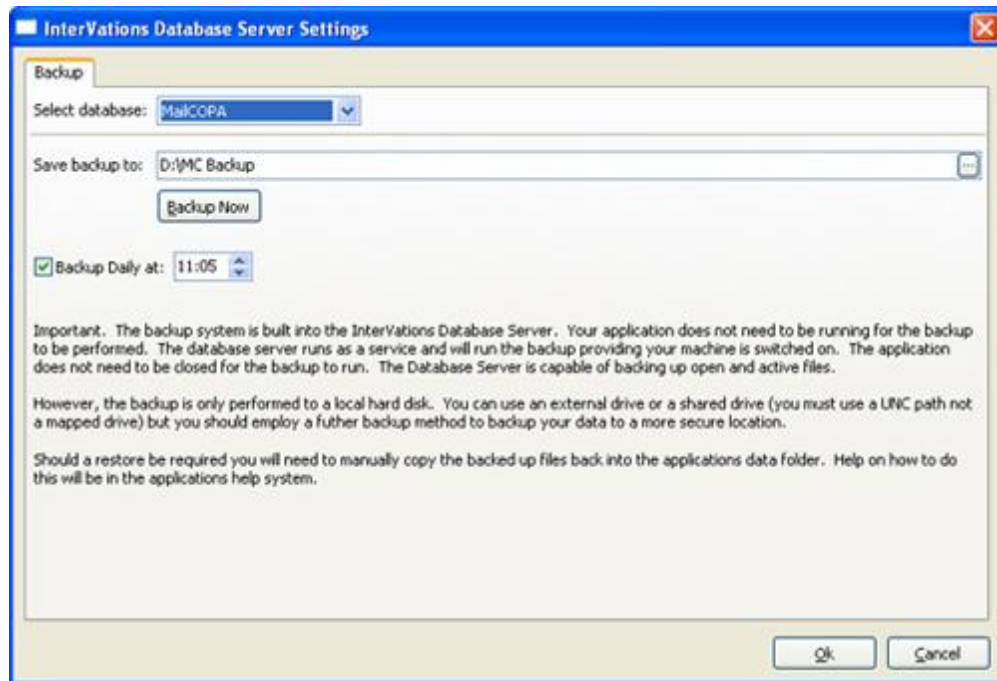 InterVations Database Server Settings
Backup
Select database: MailCOPA
Save backup to: D:\MC Backup ...
Backup Now
Backup Daily at: 11:05
Important. The backup system is built into the InterVations Database Server. Your application does not need to be running for the backup
to be performed. The database server runs as a service and will run the backup providing your machine is switched on. The application
does not need to be closed for the backup to run. The Database Server is capable of backing up open and active files.
However, the backup is only performed to a local hard disk. You can use an external drive or a shared drive (you must use a UNC path not
a mapped drive) but you should employ a futher backup method to backup your data to a more secure location.
Should a restore be required you will need to manually copy the backed up files back into the applications data folder. Help on how to do
this will be in the applications help system.
Ok Cancel